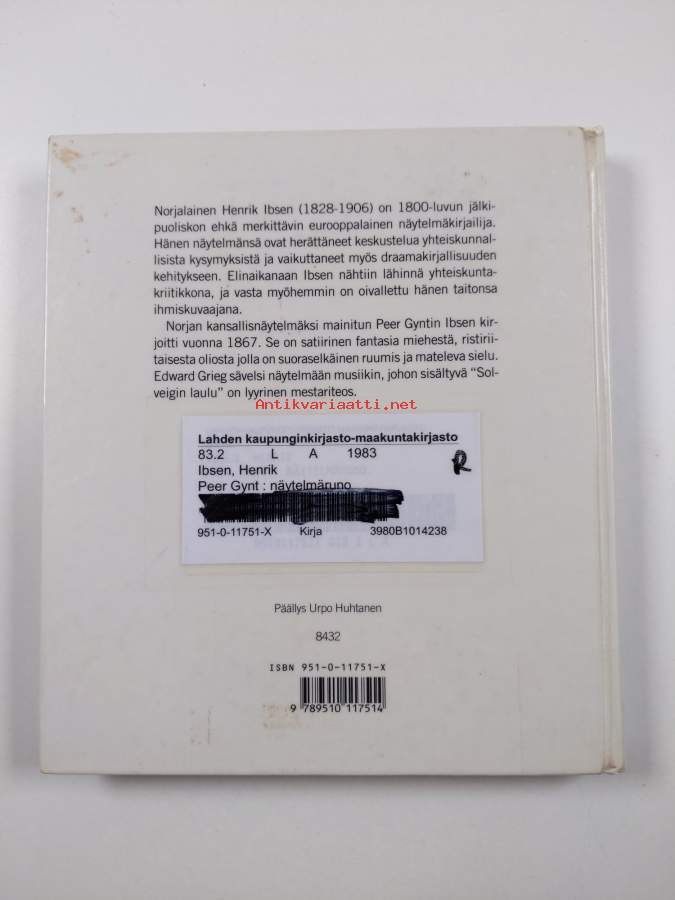 Norjalainen Henrik Ibsen (1828-1906) on 1800-luvun jälki-
puoliskon ehkä merkittävin eurooppalainen näytelmäkirjailija.
Hänen näytelmänsä ovat herättäneet keskustelua yhteiskunnal-
lisista kysymyksistä ja vaikuttaneet myös draamakirjallisuuden
kehitykseen. Elinaikanaan Ibsen nähtiin lähinnä yhteiskunta-
kriitikkona, ja vasta myöhemmin on oivallettu hänen taitonsa
ihmiskuvaajana.
Norjan kansallisnäytelmäksi mainitun Peer Gyntin Ibsen kir-
joitti vuonna 1867. Se on satiirinen fantasia miehestä, ristirii-
taisesta oliosta jolla on suoraselkäinen ruumis ja mateleva sielu.
Edward Grieg sävelsi näytelmään musiikin, johon sisältyvä "Sol-
veigin laulu" on lyyrinen mestariteos.
Antikvariaatti.net
Lahden kaupunginkirjasto-maakuntakirjasto
83.2 L A 1983 R
Ibsen, Henrik
Peer Gynt : näytelmäruno
951-0-11751-X Kirja 3980B1014238
Päällys Urpo Huhtanen
8432
ISBN 951-0-11751-X
9 789510 117514